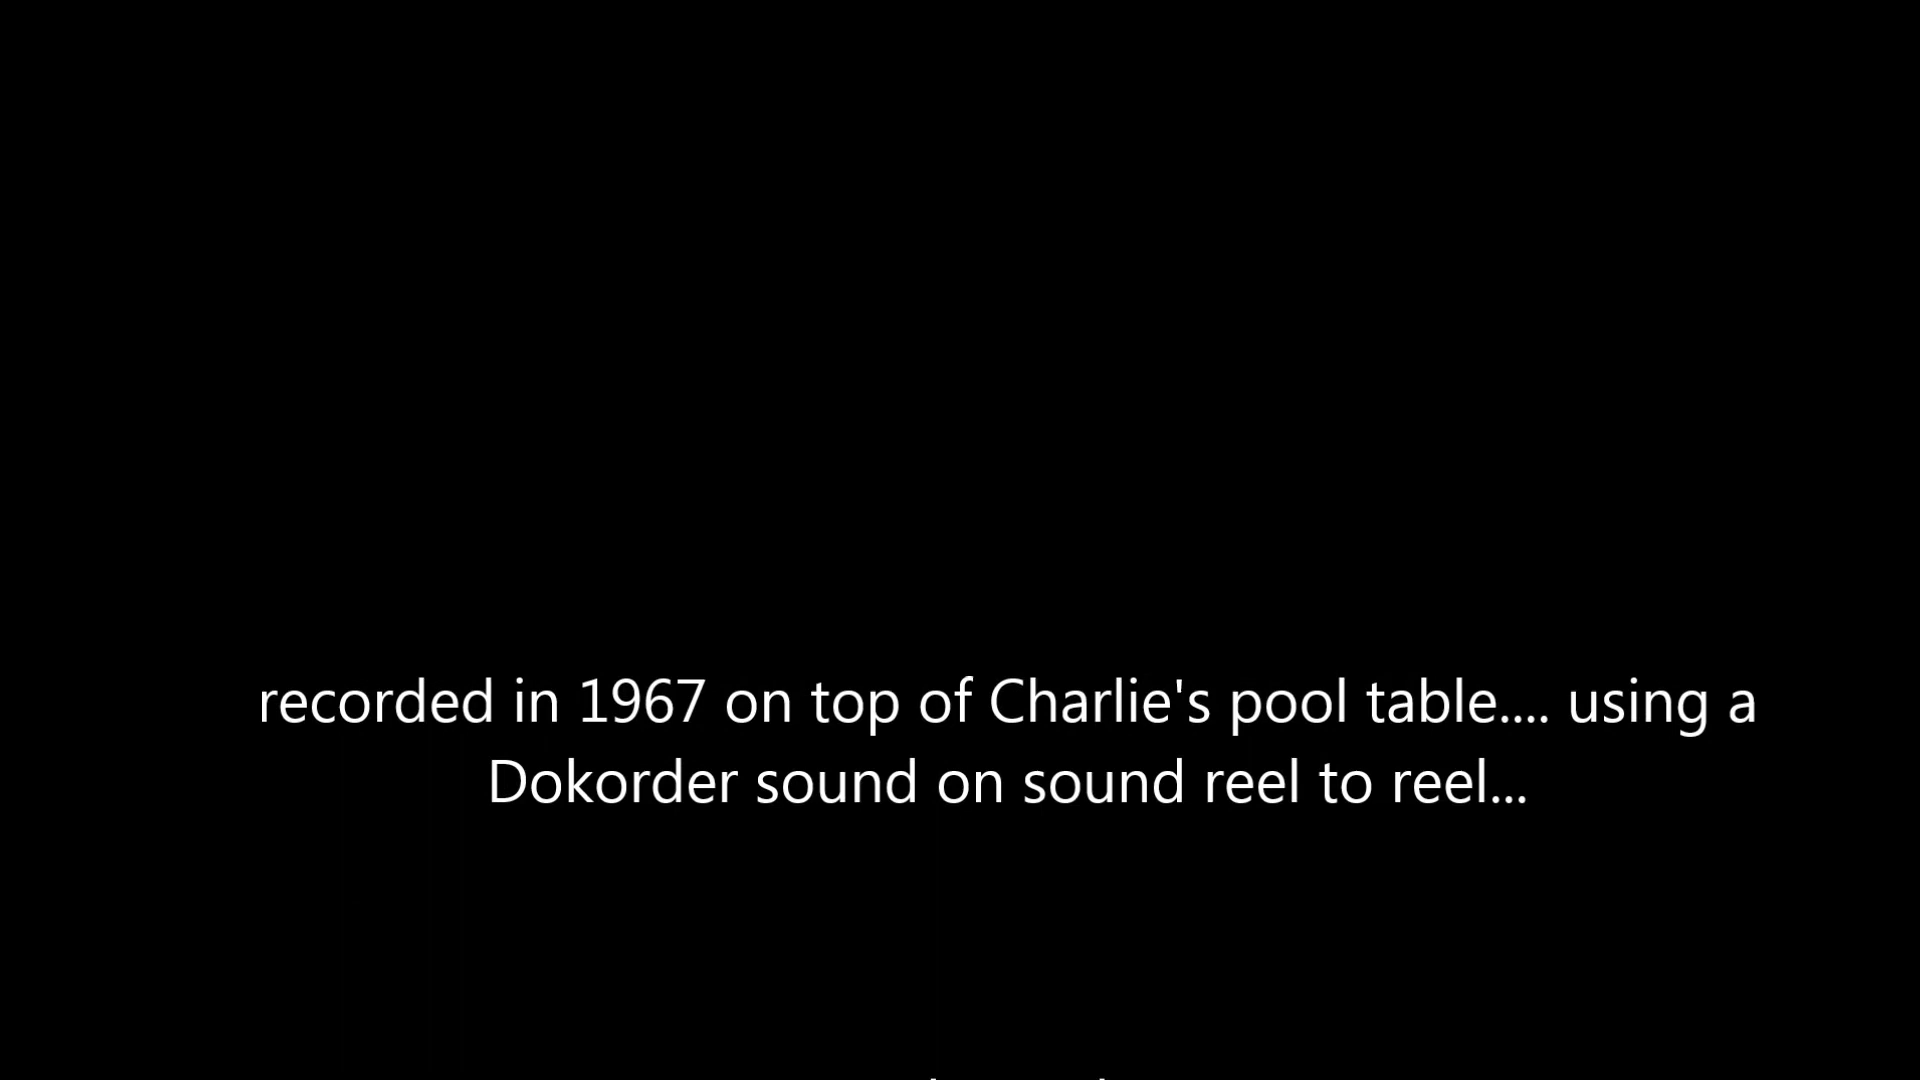 recorded in 1967 on top of Charlie's pool table.... using a
Dokorder sound on sound reel to reel...